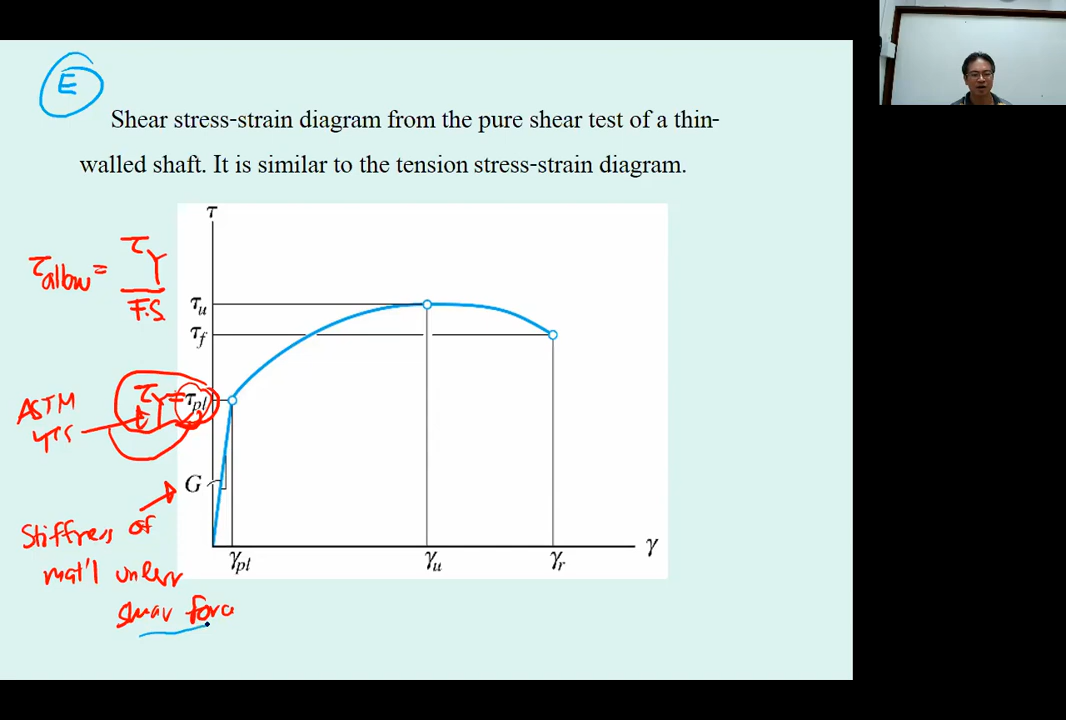 E
Shear stress-strain diagram from the pure shear test of a thin-
walled shaft. It is similar to the tension stress-strain diagram.
τ
τallow = τY
F.S.
τu
τf
ASTM
τY = τpl
G
Stiffness of
mat'l under
shear force
γpl
γu
γr
γ